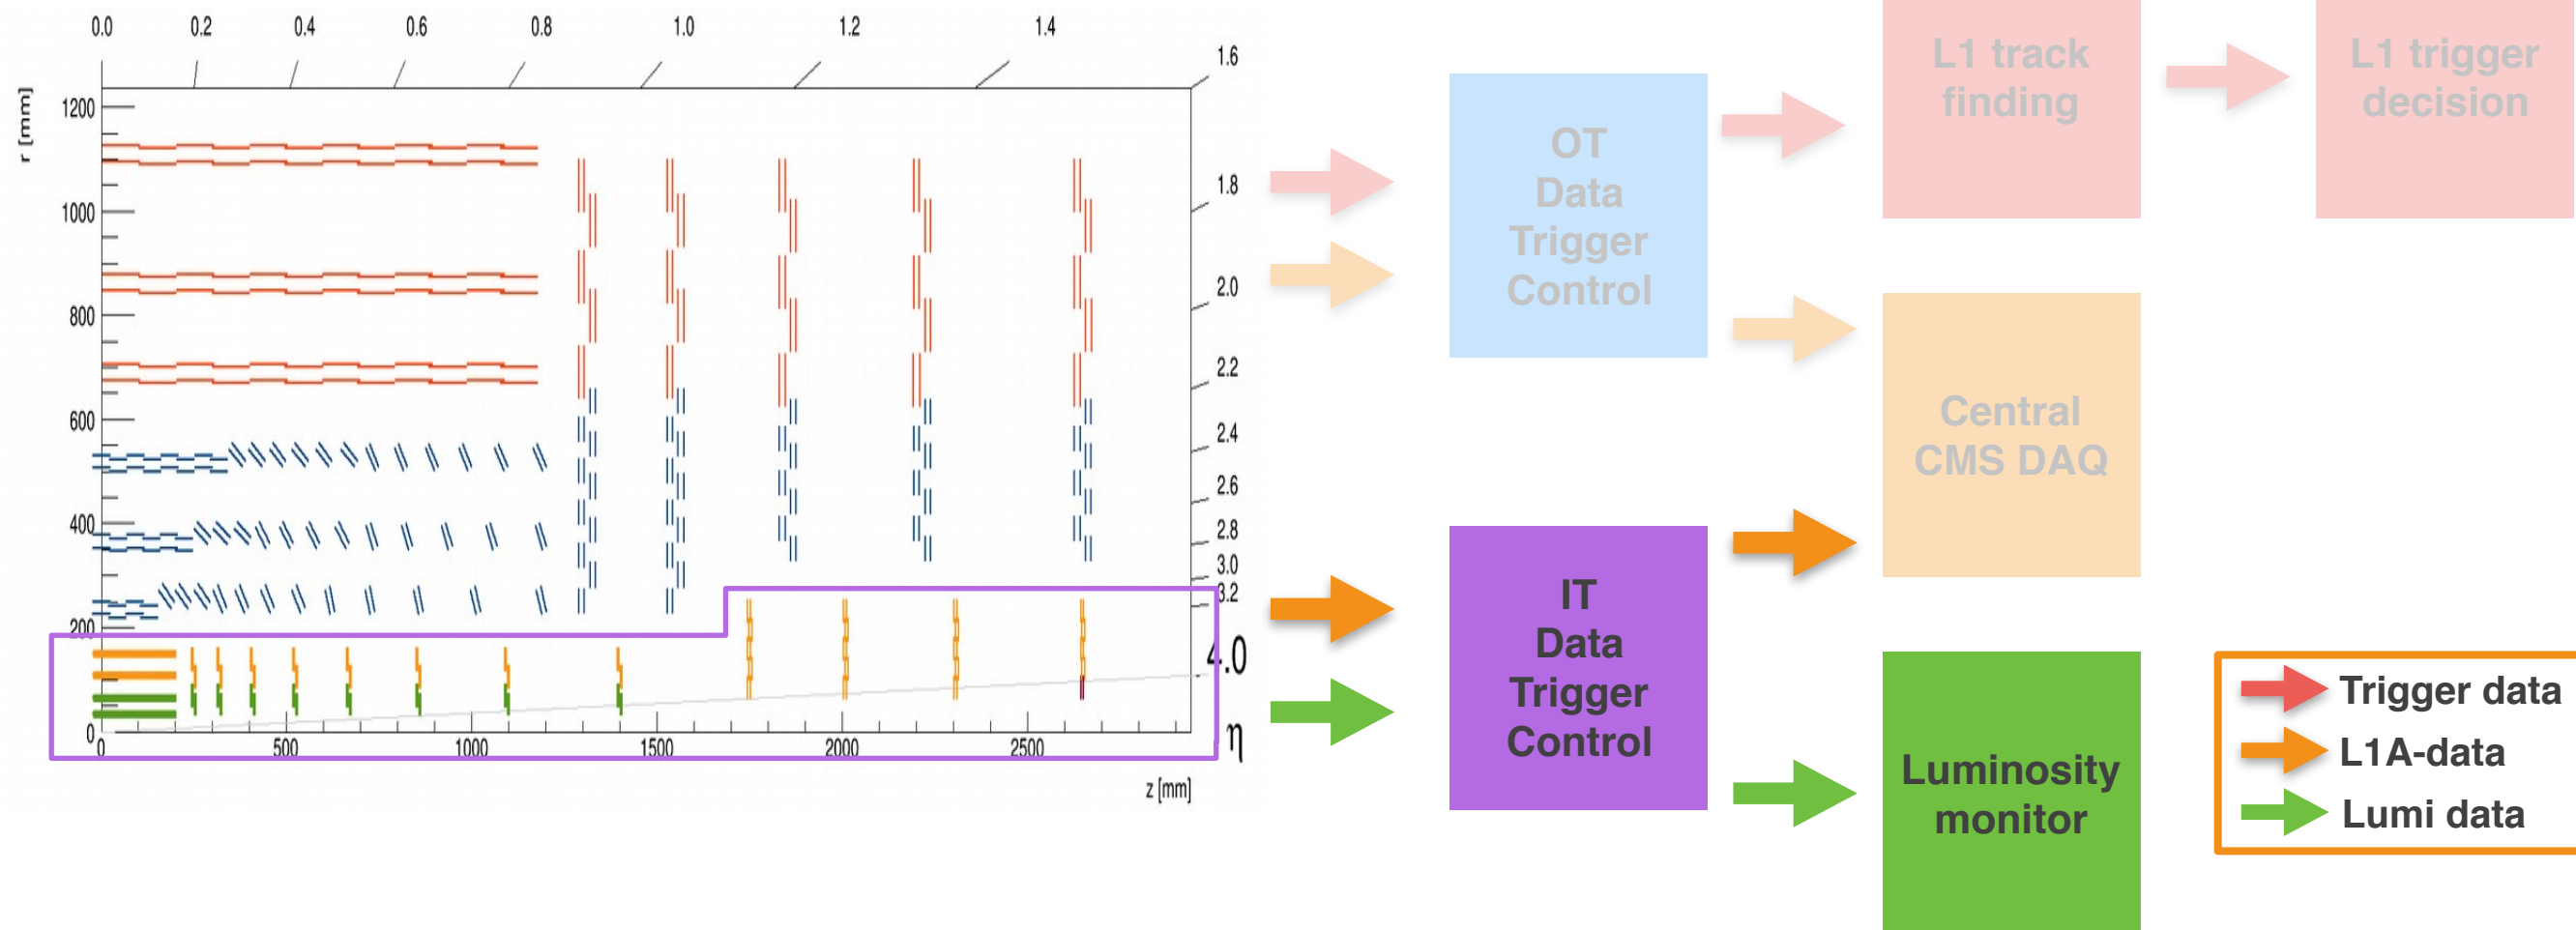 0.0 0.2 0.4 0.6 0.8 1.0 1.2 1.4
1.6
1.8
2.0
2.2
2.4
2.6
2.8
3.0
3.2
4.0
η
r [mm]
1200
1000
800
600
400
200
0
0 500 1000 1500 2000 2500
z [mm]
OT
Data
Trigger
Control
L1 track
finding
L1 trigger
decision
Central
CMS DAQ
IT
Data
Trigger
Control
Luminosity
monitor
Trigger data
L1A-data
Lumi data